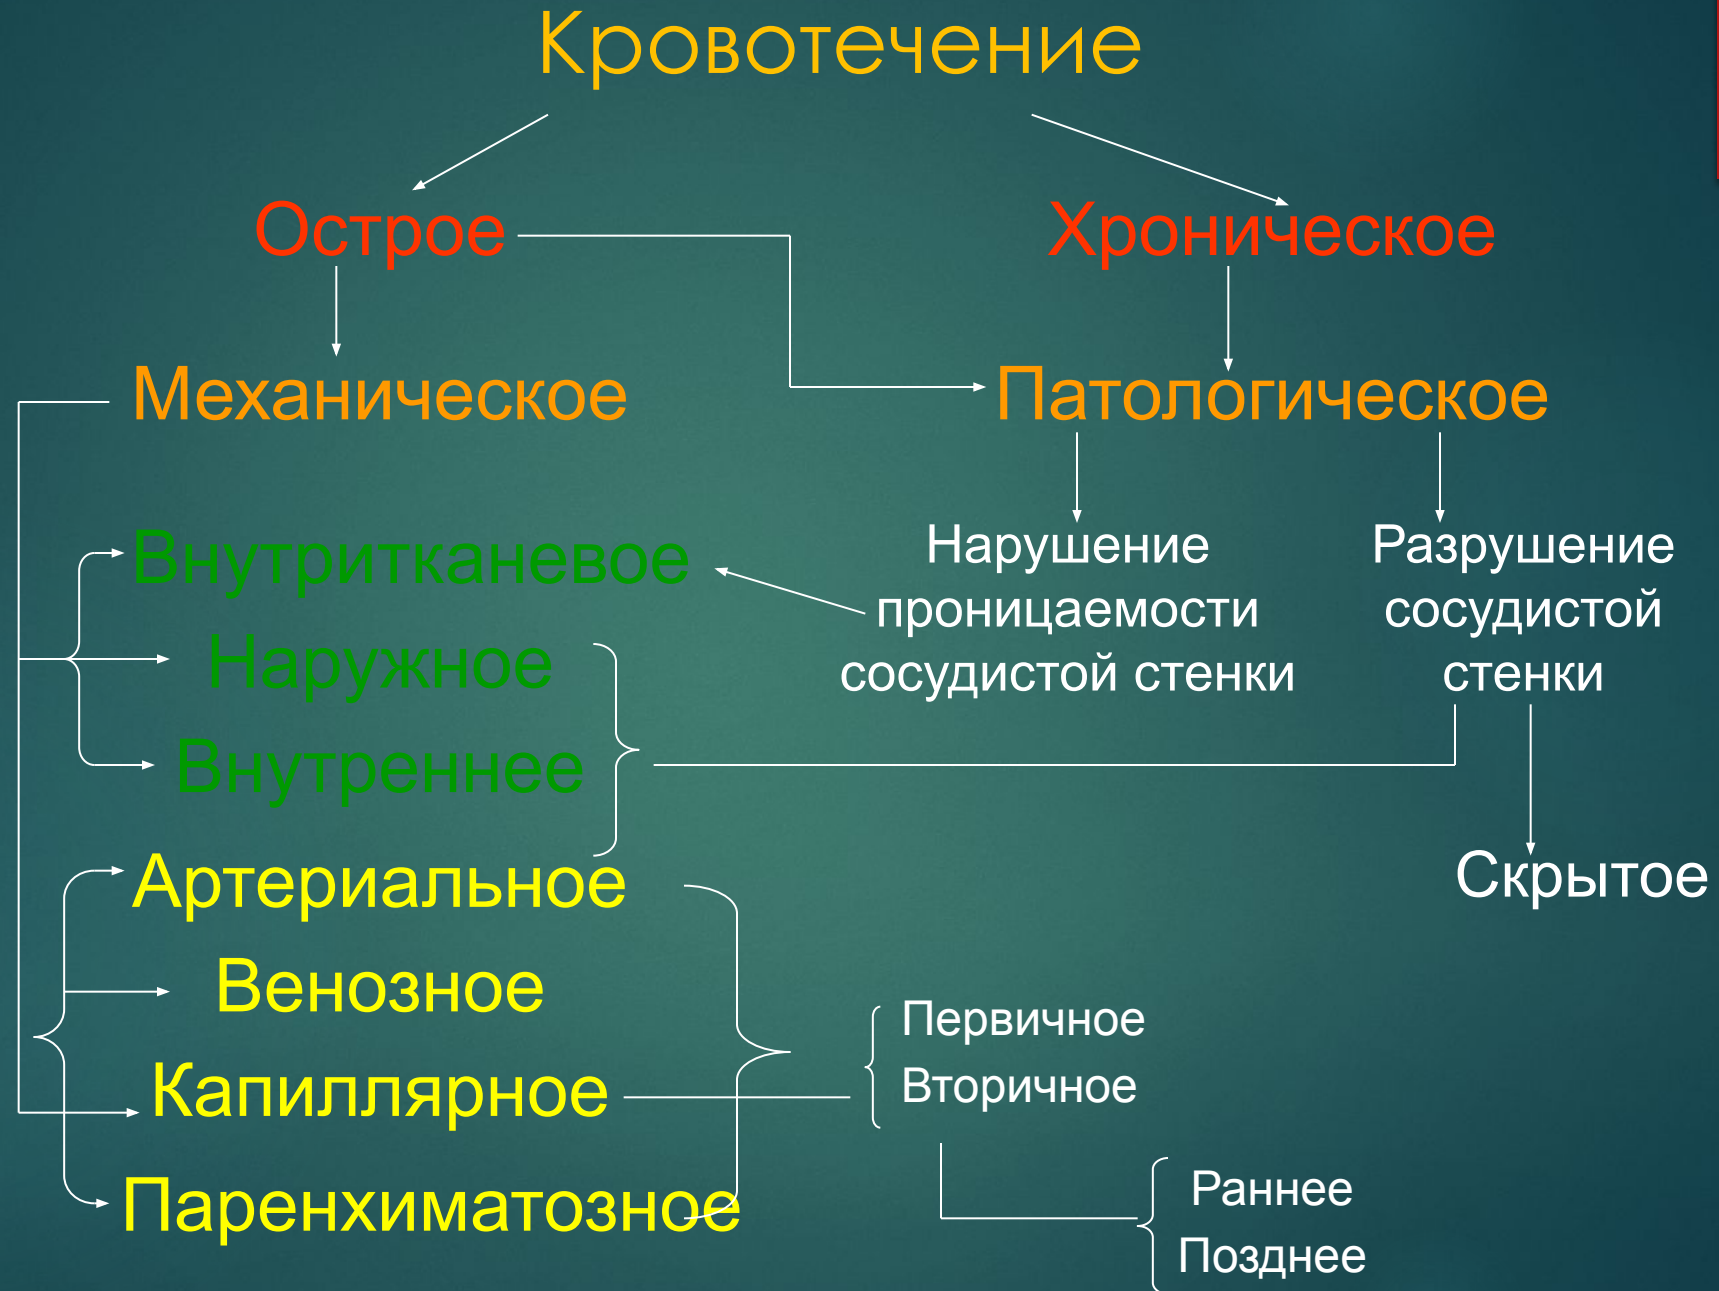 Кровотечение
Острое
Хроническое
Механическое
Патологическое
Внутритканевое
Наружное
Внутреннее
Нарушение
проницаемости
сосудистой стенки
Разрушение
сосудистой
стенки
Скрытое
Артериальное
Венозное
Капиллярное
Паренхиматозное
Первичное
Вторичное
Раннее
Позднее